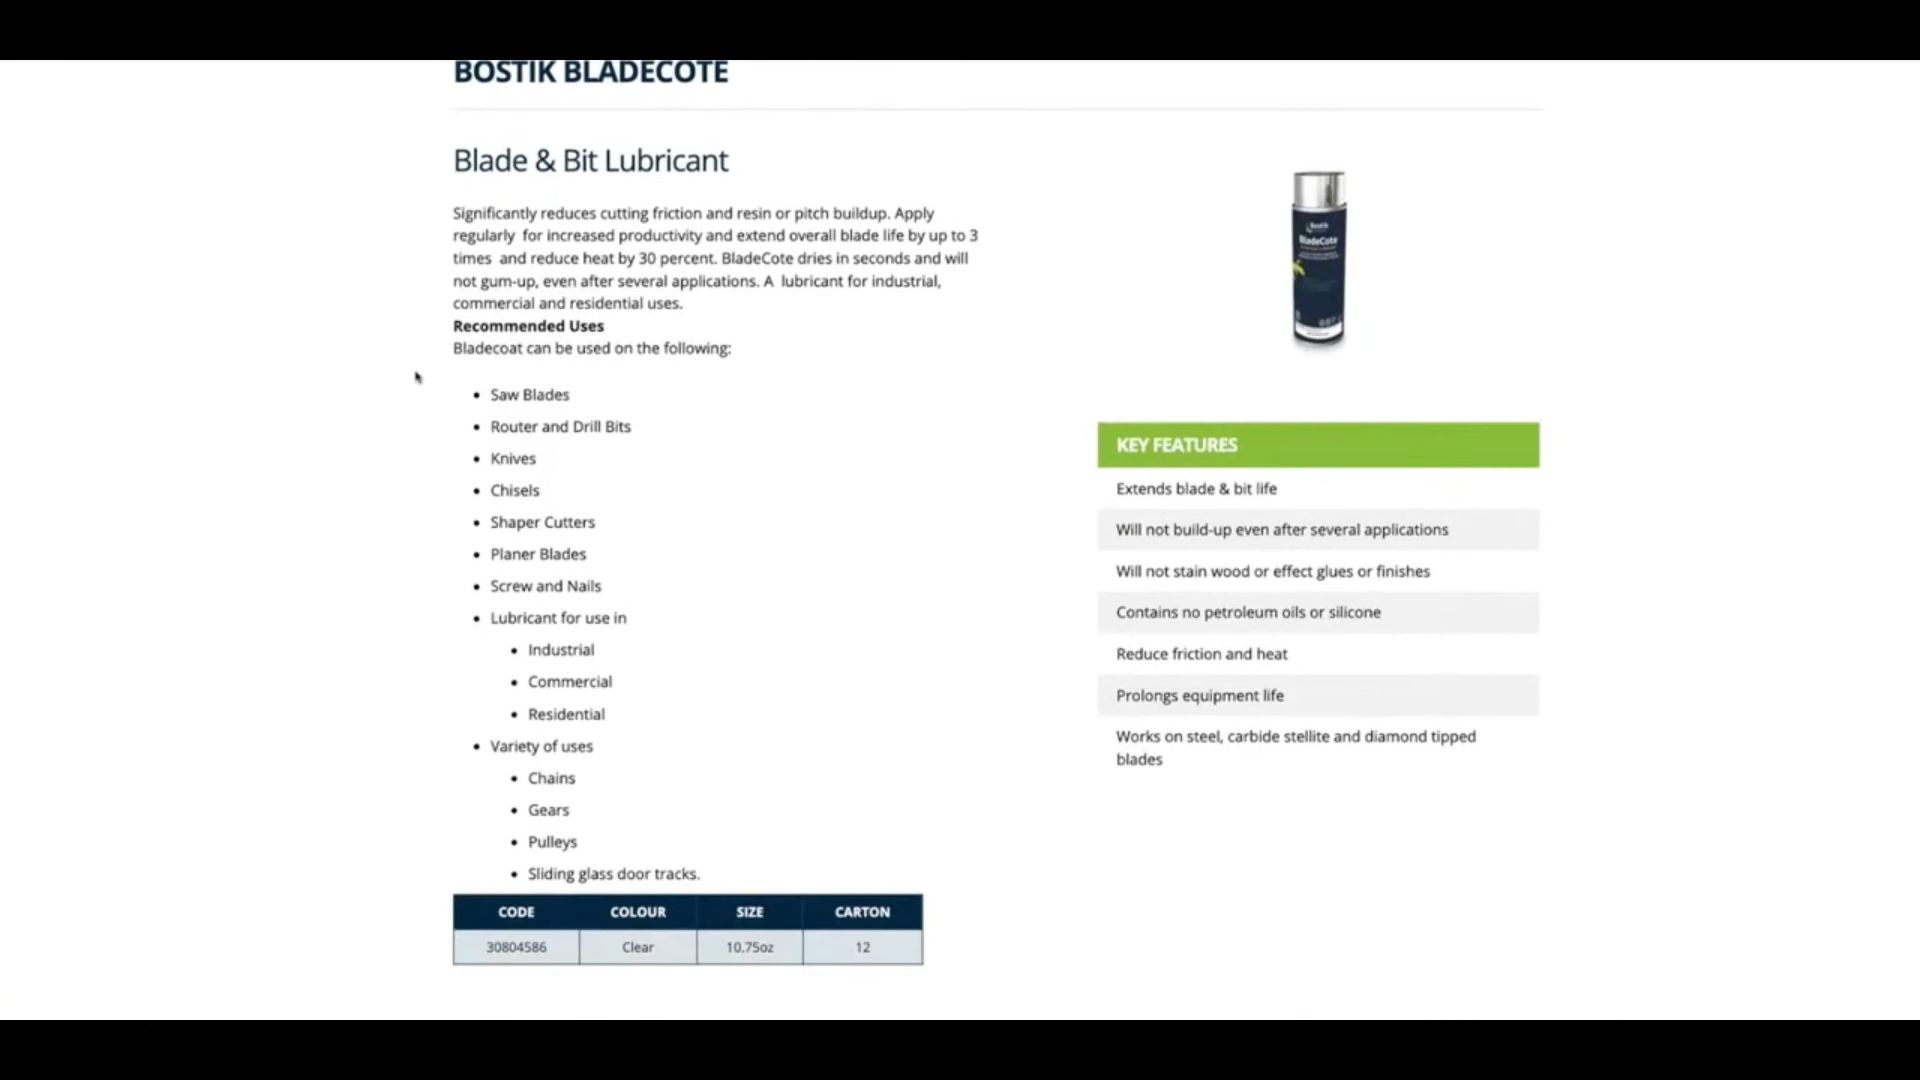 BOSTIK BLADECOTE
Blade & Bit Lubricant
Significantly reduces cutting friction and resin or pitch buildup. Apply
regularly for increased productivity and extend overall blade life by up to 3
times and reduce heat by 30 percent. BladeCote dries in seconds and will
not gum-up, even after several applications. A lubricant for industrial,
commercial and residential uses.
Recommended Uses
Bladecoat can be used on the following:
Saw Blades
Router and Drill Bits
Knives
Chisels
Shaper Cutters
Planer Blades
Screw and Nails
Lubricant for use in
Industrial
Commercial
Residential
Variety of uses
Chains
Gears
Pulleys
Sliding glass door tracks.
CODE COLOUR SIZE CARTON
30804586 Clear 10.75oz 12
Bostik
BladeCote
KEY FEATURES
Extends blade & bit life
Will not build-up even after several applications
Will not stain wood or effect glues or finishes
Contains no petroleum oils or silicone
Reduce friction and heat
Prolongs equipment life
Works on steel, carbide stellite and diamond tipped
blades